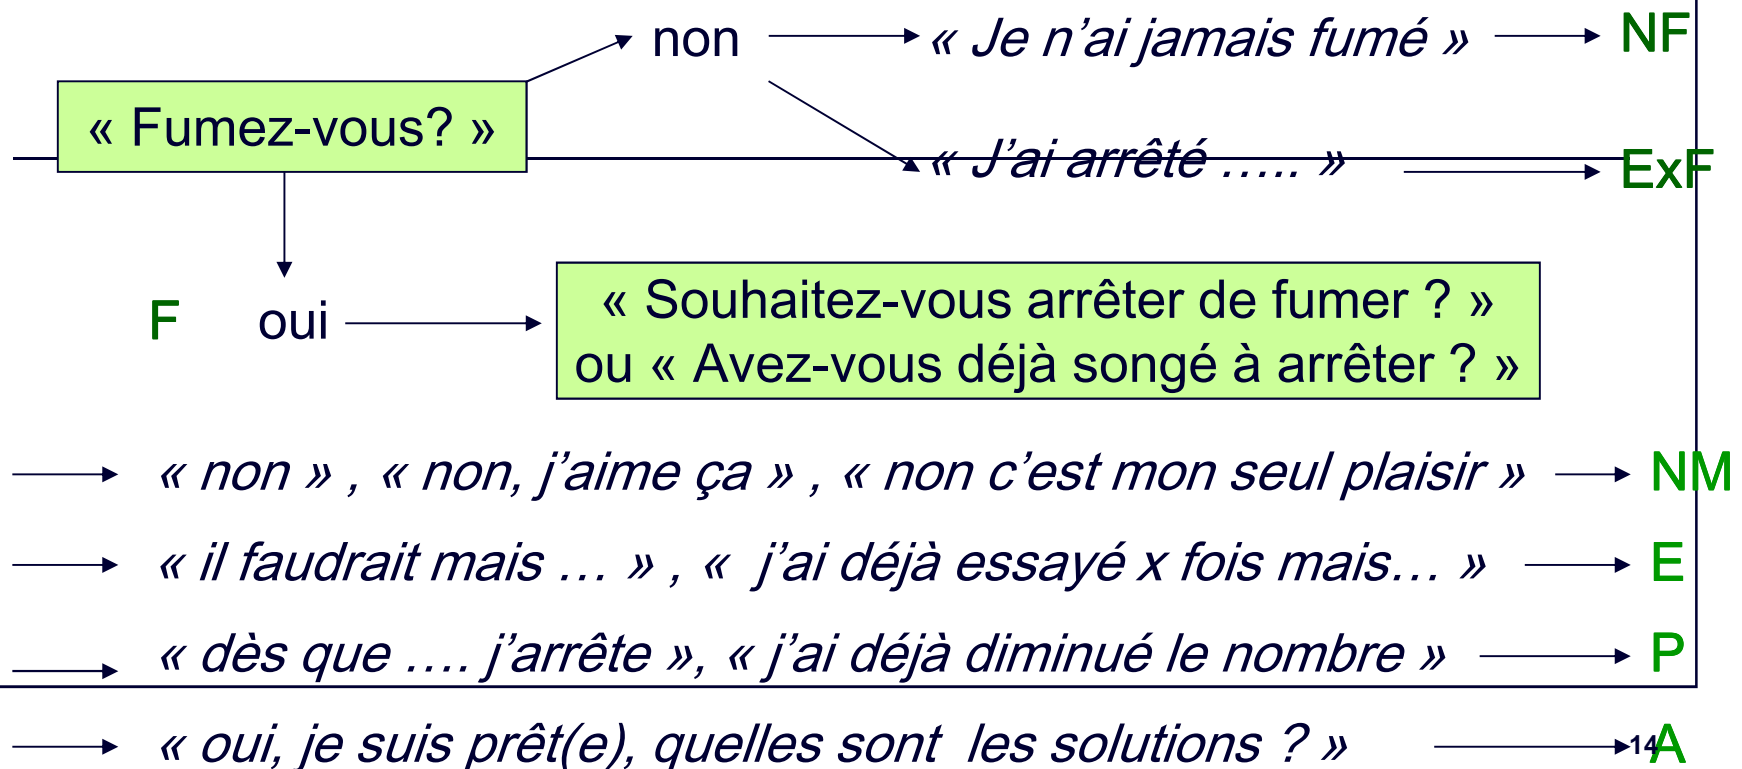 non « Je n’ai jamais fumé » NF
« Fumez-vous? »
« J’ai arrêté ….. » ExF
F oui
« Souhaitez-vous arrêter de fumer ? »
ou « Avez-vous déjà songé à arrêter ? »
« non » , « non, j’aime ça » , « non c’est mon seul plaisir » NM
« il faudrait mais … » , «  j’ai déjà essayé x fois mais… » E
« dès que …. j’arrête », « j’ai déjà diminué le nombre » P
« oui, je suis prêt(e), quelles sont  les solutions ? » A
14